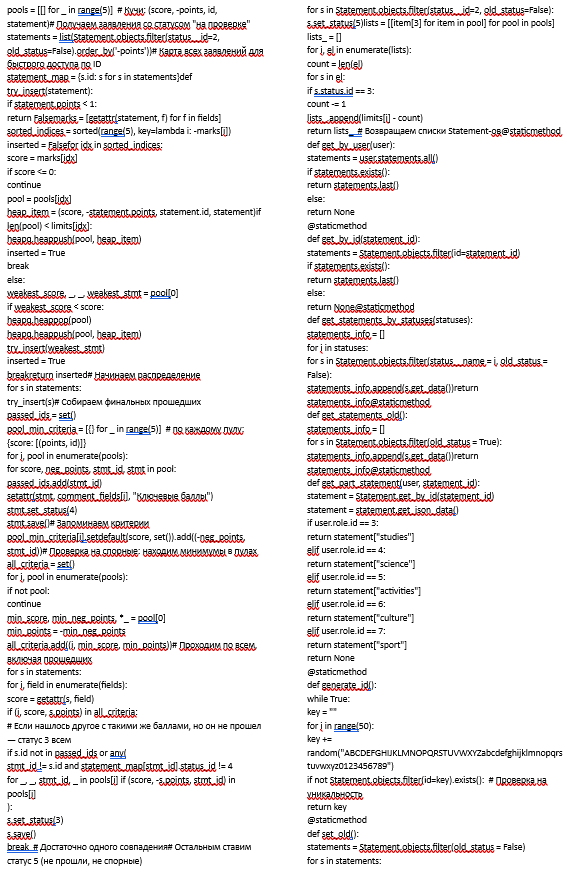 pools = [[] for _ in range(5)]  # Кучи: (score, -points, id,
statement)# Получаем заявления со статусом "на проверке"
statements = list(Statement.objects.filter(status_id=2,
old_status=False).order_by('-points'))# Карта всех заявлений для
быстрого доступа по ID
statement_map = {s.id: s for s in statements}def
try_insert(statement):
if statement.points < 1:
return Falsemarks = [getattr(statement, f) for f in fields]
sorted_indices = sorted(range(5), key=lambda i: -marks[i])
inserted = Falsefor idx in sorted_indices:
score = marks[idx]
if score <= 0:
continue
pool = pools[idx]
heap_item = (score, -statement.points, statement.id, statement)if
len(pool) < limits[idx]:
heapq.heappush(pool, heap_item)
inserted = True
break
else:
weakest_score, _, _, weakest_stmt = pool[0]
if weakest_score < score:
heapq.heappop(pool)
heapq.heappush(pool, heap_item)
try_insert(weakest_stmt)
inserted = True
breakreturn inserted# Начинаем распределение
for s in statements:
try_insert(s)# Собираем финальных прошедших
passed_ids = set()
pool_min_criteria = [{} for _ in range(5)]  # по каждому пулу:
{score: [(points, id)]}
for i, pool in enumerate(pools):
for score, neg_points, stmt_id, stmt in pool:
passed_ids.add(stmt_id)
setattr(stmt, comment_fields[i], "Ключевые баллы")
stmt.set_status(4)
stmt.save()# Запоминаем критерии
pool_min_criteria[i].setdefault(score, set()).add((-neg_points,
stmt_id))# Проверка на спорные: находим минимумы в пулах
all_criteria = set()
for i, pool in enumerate(pools):
if not pool:
continue
min_score, min_neg_points, *_ = pool[0]
min_points = -min_neg_points
all_criteria.add((i, min_score, min_points))# Проходим по всем,
включая прошедших
for s in statements:
for i, field in enumerate(fields):
score = getattr(s, field)
if (i, score, s.points) in all_criteria:
# Если нашлось другое с такими же баллами, но он не прошел
— статус 3 всем
if s.id not in passed_ids or any(
stmt_id != s.id and statement_map[stmt_id].status_id != 4
for _, _, stmt_id, _ in pools[i] if (score, -s.points, stmt_id) in
pools[i]
):
s.set_status(3)
s.save()
break  # Достаточно одного совпадения# Остальным ставим
статус 5 (не прошли, не спорные)
for s in Statement.objects.filter(status_id=2, old_status=False):
s.set_status(5)lists = [[item[3] for item in pool] for pool in pools]
lists_ = []
for i, el in enumerate(lists):
count = len(el)
for s in el:
if s.status.id == 3:
count -= 1
lists_.append(limits[i] - count)
return lists_  # Возвращаем списки Statement-ов@staticmethod
def get_by_user(user):
statements = user.statements.all()
if statements.exists():
return statements.last()
else:
return None
@staticmethod
def get_by_id(statement_id):
statements = Statement.objects.filter(id=statement_id)
if statements.exists():
return statements.last()
else:
return None@staticmethod
def get_statements_by_statuses(statuses):
statements_info = []
for i in statuses:
for s in Statement.objects.filter(status__name = i, old_status =
False):
statements_info.append(s.get_data())return
statements_info@staticmethod
def get_statements_old():
statements_info = []
for s in Statement.objects.filter(old_status = True):
statements_info.append(s.get_data())return
statements_info@staticmethod
def get_part_statement(user, statement_id):
statement = Statement.get_by_id(statement_id)
statement = statement.get_json_data()
if user.role.id == 3:
return statement["studies"]
elif user.role.id == 4:
return statement["science"]
elif user.role.id == 5:
return statement["activities"]
elif user.role.id == 6:
return statement["culture"]
elif user.role.id == 7:
return statement["sport"]
return None
@staticmethod
def generate_id():
while True:
key = ""
for i in range(50):
key +=
random("ABCDEFGHIJKLMNOPQRSTUVWXYZabcdefghijklmnopqrs
tuvwxyz0123456789")
if not Statement.objects.filter(id=key).exists():  # Проверка на
уникальность
return key
@staticmethod
def set_old():
statements = Statement.objects.filter(old_status = False)
for s in statements: